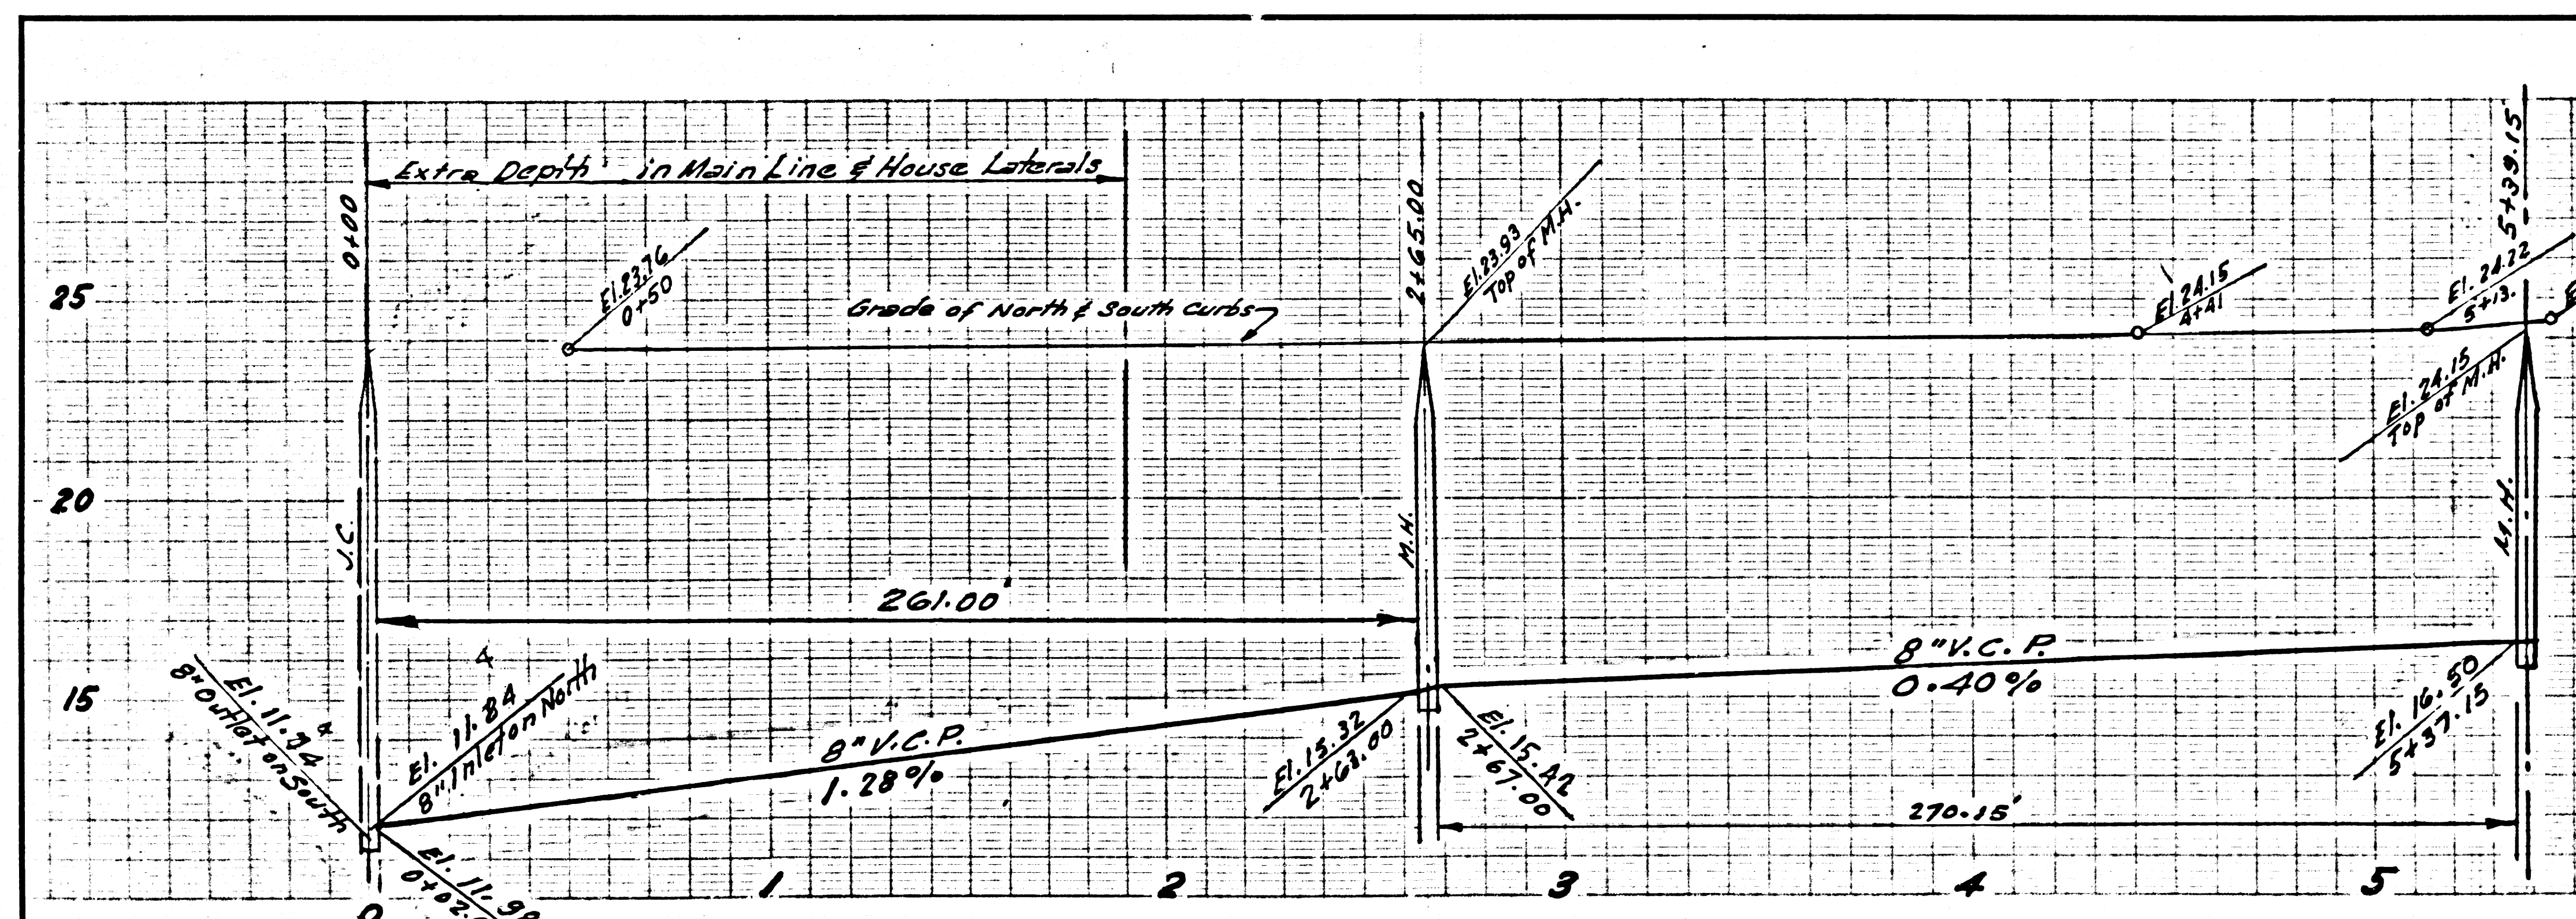 Extra Depth in Main Line & House Laterals
0+00
El. 23.76
0+50
Grade of North & South Curbs
2+65.00
El. 23.93
Top of M.H.
El. 24.15
4+41
El. 24.22
5+13.
5+39.15
El. 24.15
Top of M.H.
25
20
15
J.C.
M.H.
M.H.
261.00'
8" V.C.P.
1.28%
8" V.C.P.
0.40%
270.15'
8" Outlet on South
El. 11.84
8" Inlet on North
El. 11.98
El. 15.32
2+63.00
El. 15.42
2+67.00
El. 16.50
5+37.15
0
1
2
3
4
5